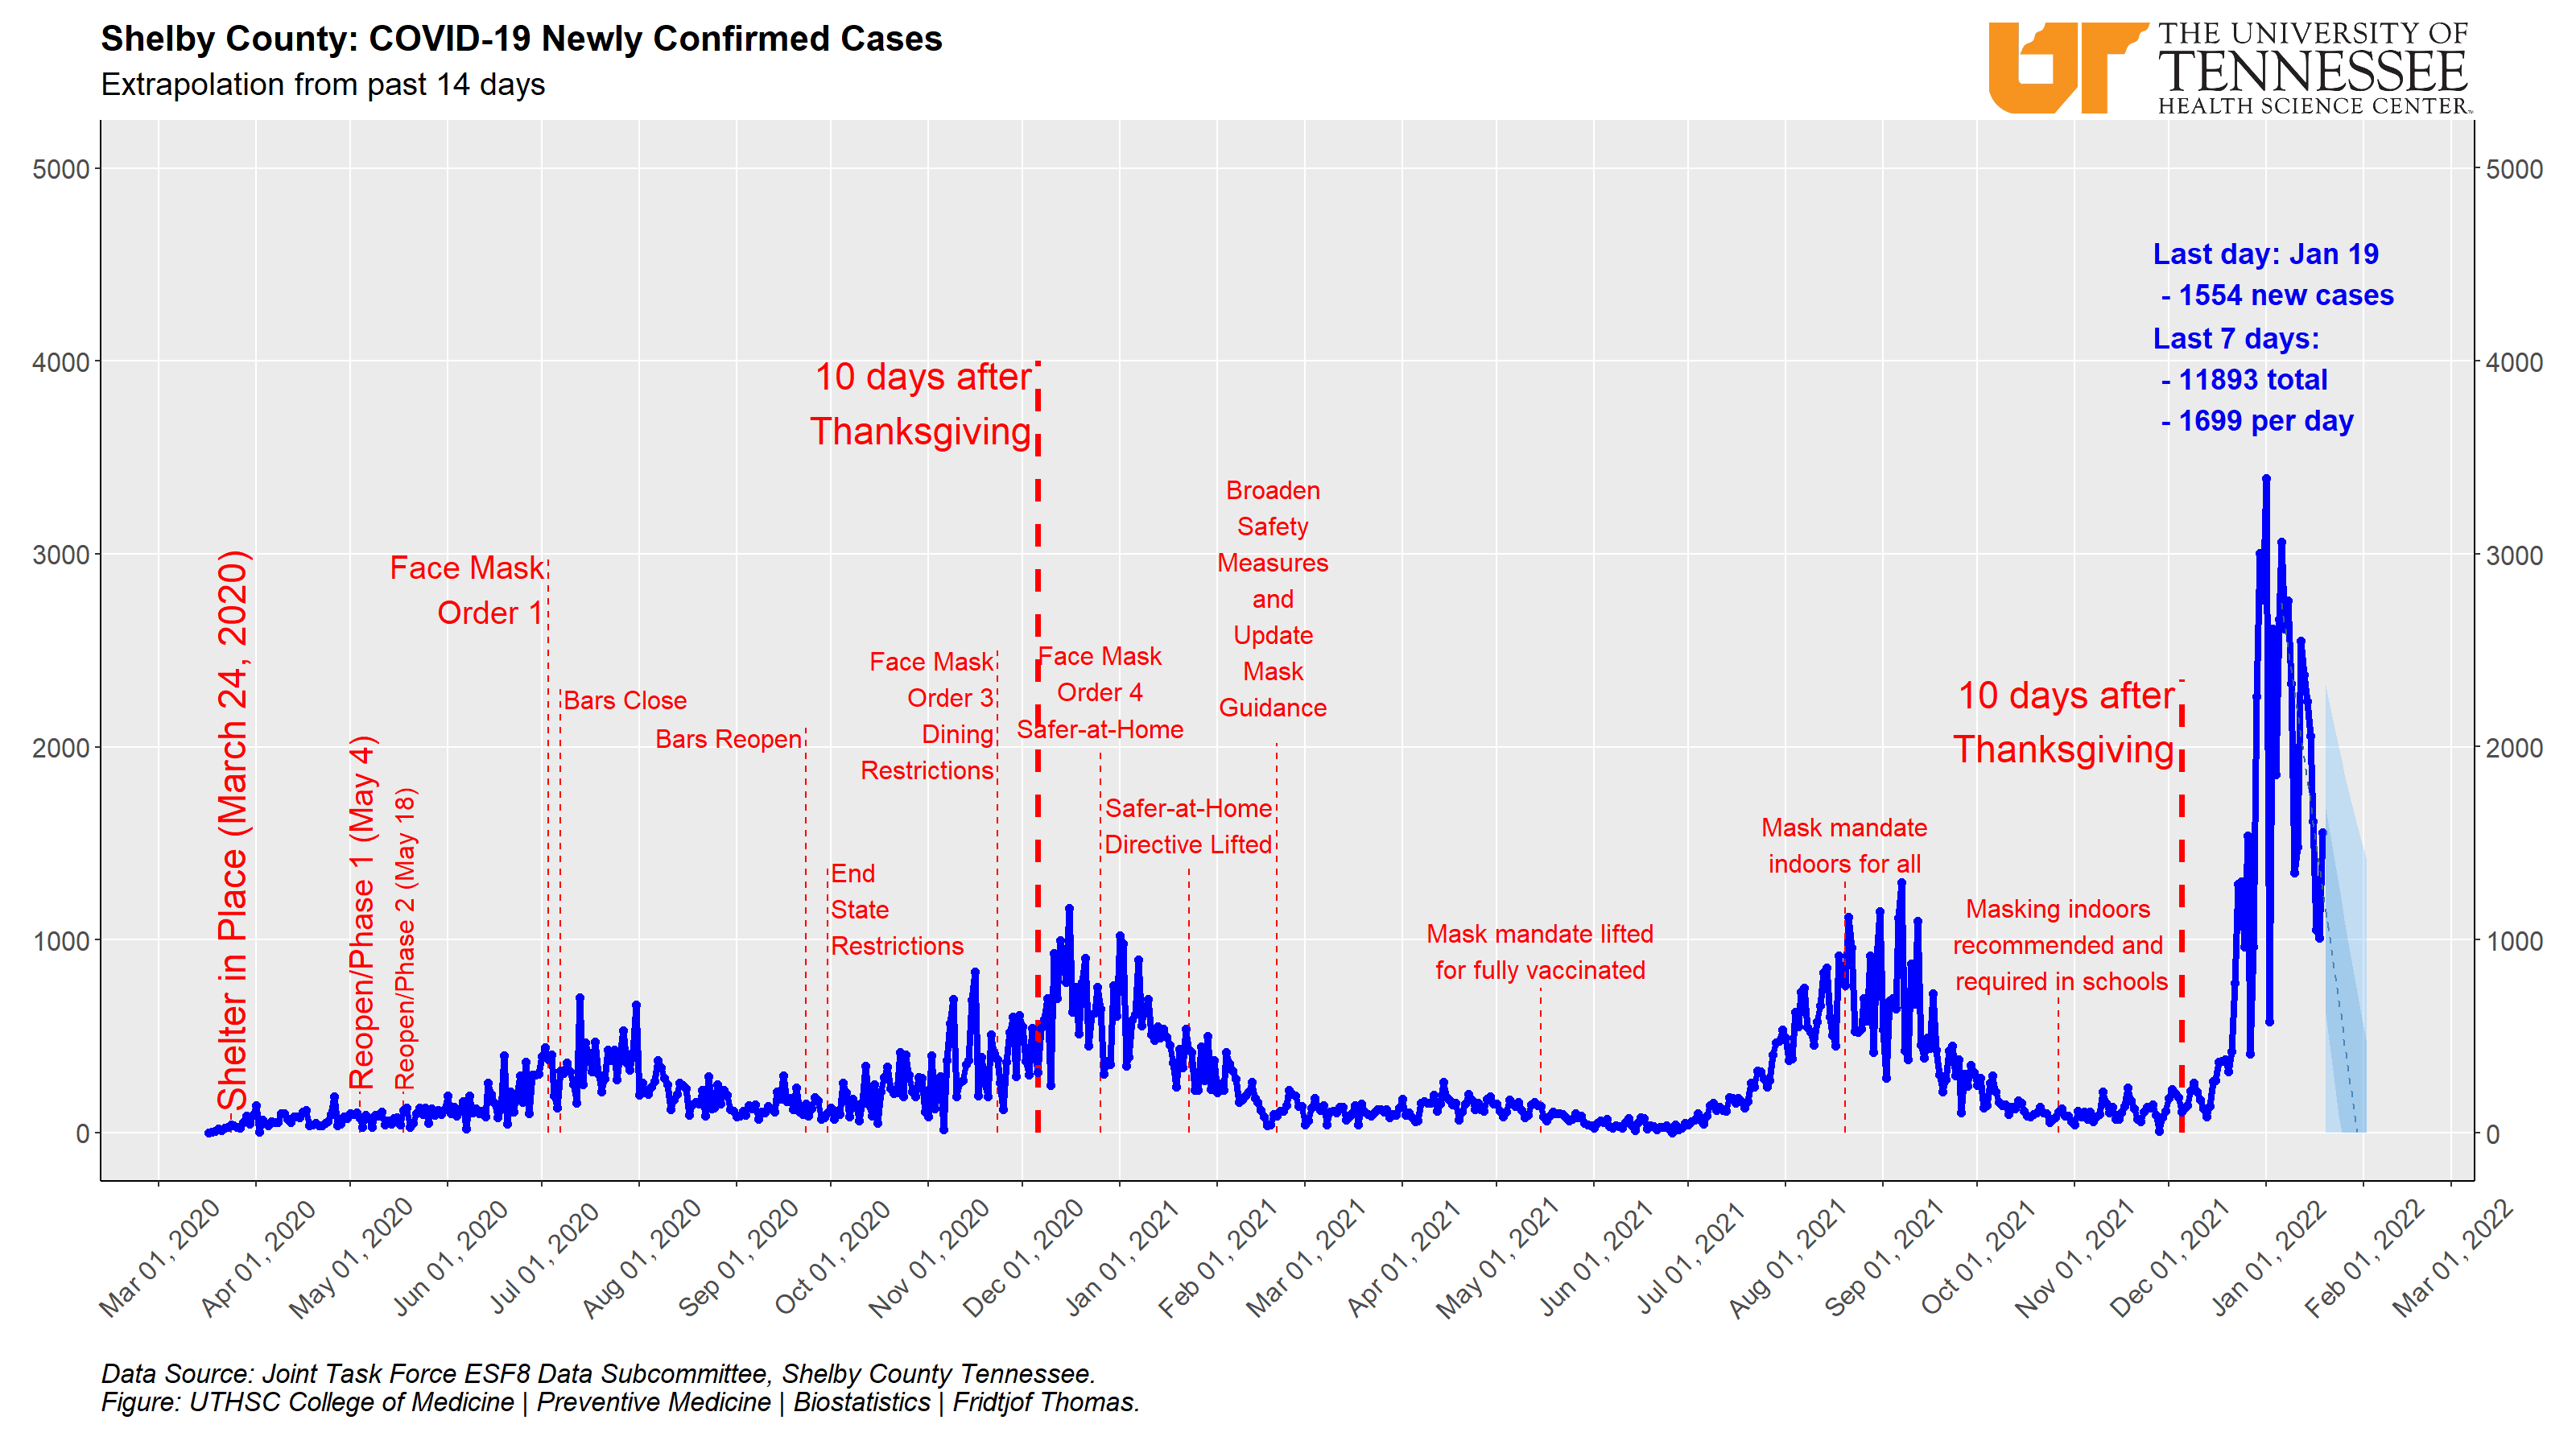 Shelby County: COVID-19 Newly Confirmed Cases
Extrapolation from past 14 days
THE UNIVERSITY OF
TENNESSEE
HEALTH SCIENCE CENTER
5000
4000
3000
2000
1000
0
5000
4000
3000
2000
1000
0
Shelter in Place (March 24, 2020)
Reopen/Phase 1 (May 4)
Reopen/Phase 2 (May 18)
Face Mask
Order 1
Bars Close
Bars Reopen
End
State
Restrictions
Face Mask
Order 3
Dining
Restrictions
10 days after
Thanksgiving
Face Mask
Order 4
Safer-at-Home
Safer-at-Home
Directive Lifted
Broaden
Safety
Measures
and
Update
Mask
Guidance
Mask mandate lifted
for fully vaccinated
Mask mandate
indoors for all
Masking indoors
recommended and
required in schools
10 days after
Thanksgiving
Last day: Jan 19
- 1554 new cases
Last 7 days:
- 11893 total
- 1699 per day
Mar 01, 2020
Apr 01, 2020
May 01, 2020
Jun 01, 2020
Jul 01, 2020
Aug 01, 2020
Sep 01, 2020
Oct 01, 2020
Nov 01, 2020
Dec 01, 2020
Jan 01, 2021
Feb 01, 2021
Mar 01, 2021
Apr 01, 2021
May 01, 2021
Jun 01, 2021
Jul 01, 2021
Aug 01, 2021
Sep 01, 2021
Oct 01, 2021
Nov 01, 2021
Dec 01, 2021
Jan 01, 2022
Feb 01, 2022
Mar 01, 2022
Data Source: Joint Task Force ESF8 Data Subcommittee, Shelby County Tennessee.
Figure: UTHSC College of Medicine | Preventive Medicine | Biostatistics | Fridtjof Thomas.